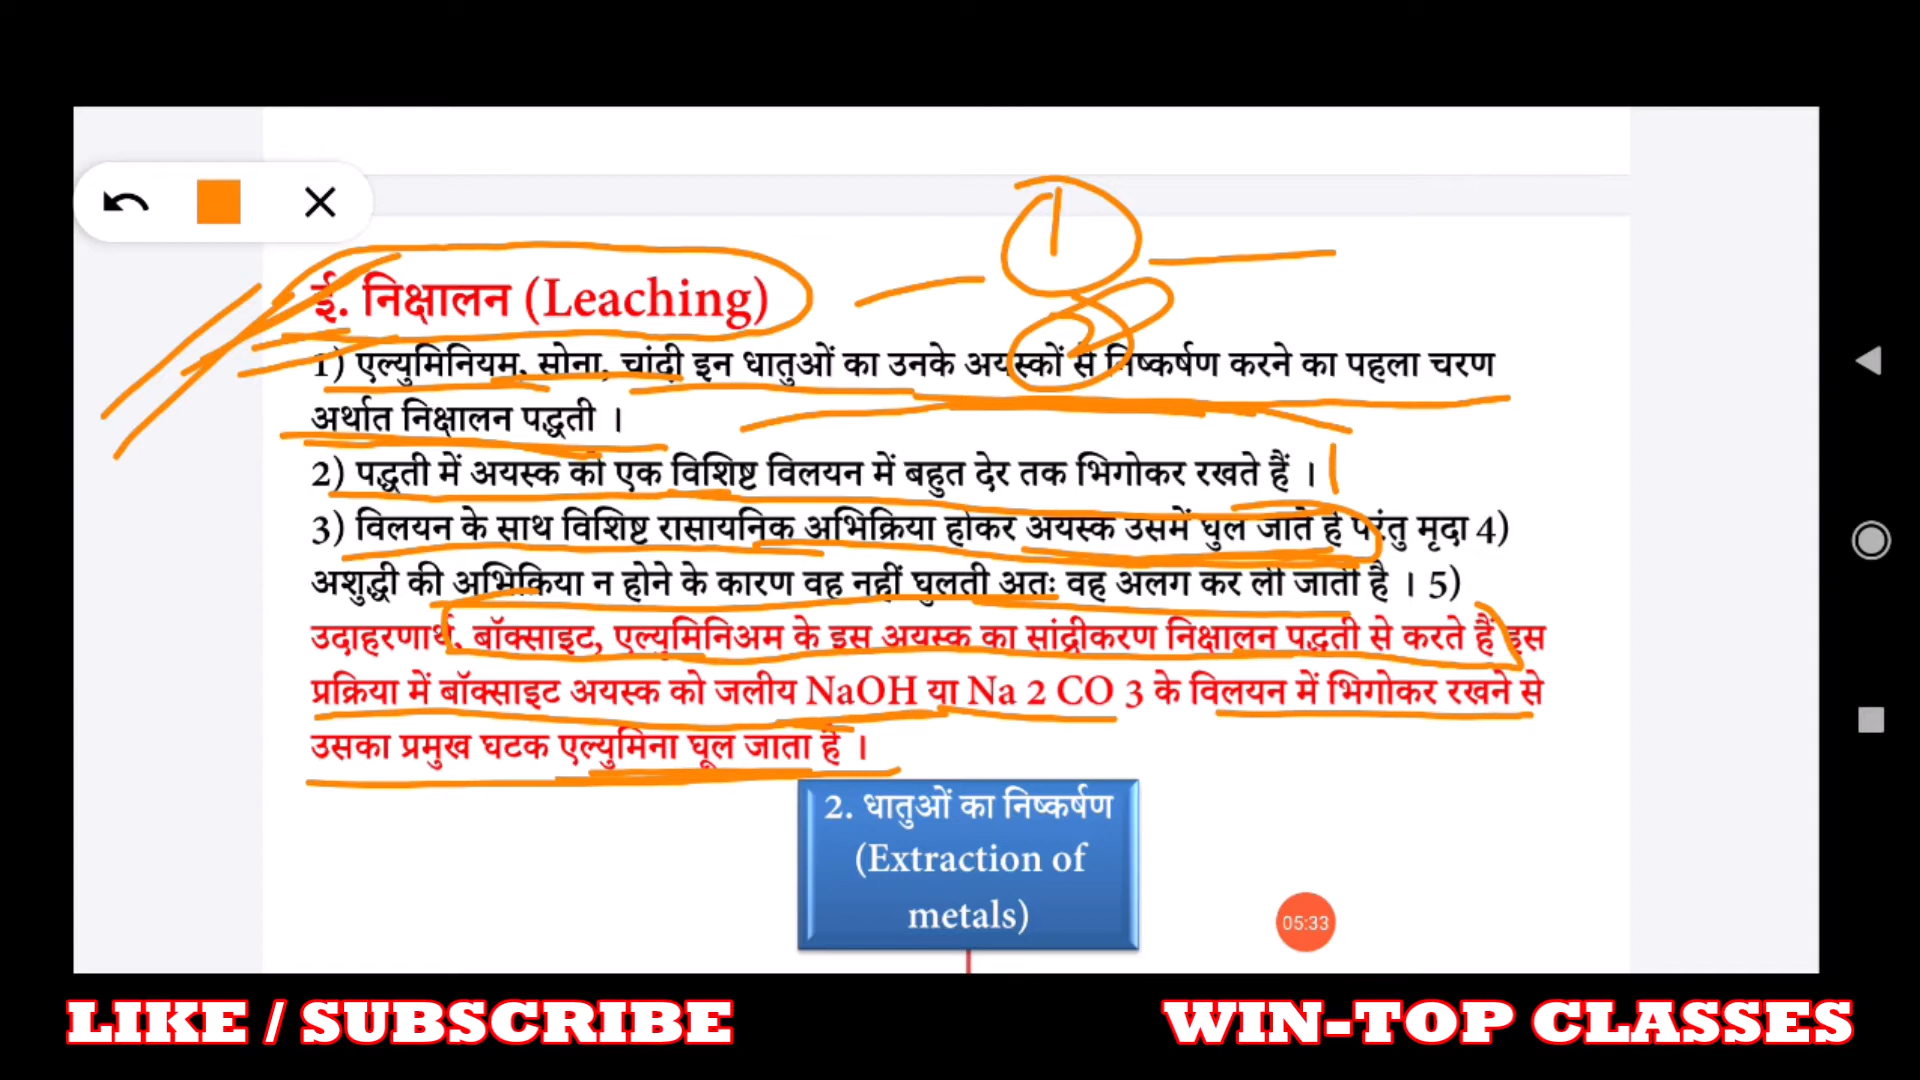 1
ई. निक्षालन (Leaching)
2
1) एल्युमिनियम, सोना, चांदी इन धातुओं का उनके अयस्कों से निष्कर्षण करने का पहला चरण
अर्थात निक्षालन पद्धती ।
2) पद्धती में अयस्क को एक विशिष्ट विलयन में बहुत देर तक भिगोकर रखते हैं ।
3) विलयन के साथ विशिष्ट रासायनिक अभिक्रिया होकर अयस्क उसमें घुल जाते है परंतु मृदा 4)
अशुद्धी की अभिक्रिया न होने के कारण वह नहीं घुलती अतः वह अलग कर ली जाती है । 5)
उदाहरणार्थ, बॉक्साइट, एल्युमिनिअम के इस अयस्क का सांद्रीकरण निक्षालन पद्धती से करते हैं इस
प्रक्रिया में बॉक्साइट अयस्क को जलीय NaOH या Na 2 CO 3 के विलयन में भिगोकर रखने से
उसका प्रमुख घटक एल्युमिना घूल जाता है ।
2. धातुओं का निष्कर्षण
(Extraction of
metals)
05:33
LIKE / SUBSCRIBE
WIN-TOP CLASSES